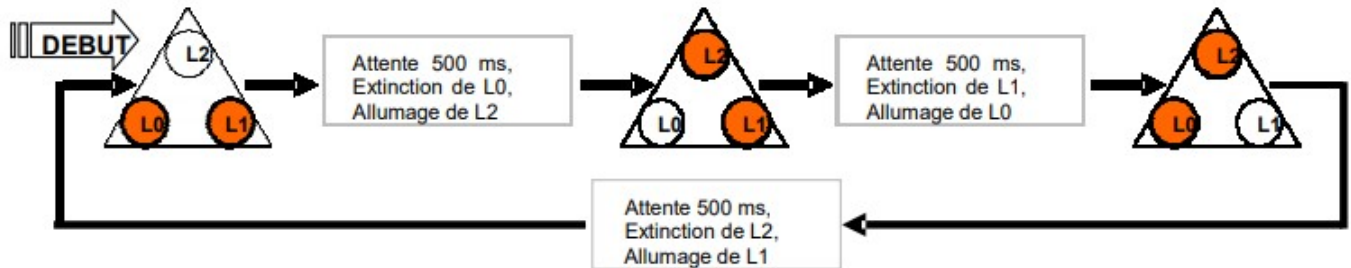 DEBUT
L2
L0
L1
Attente 500 ms,
Extinction de L0,
Allumage de L2
L2
L0
L1
Attente 500 ms,
Extinction de L1,
Allumage de L0
L2
L0
L1
Attente 500 ms,
Extinction de L2,
Allumage de L1